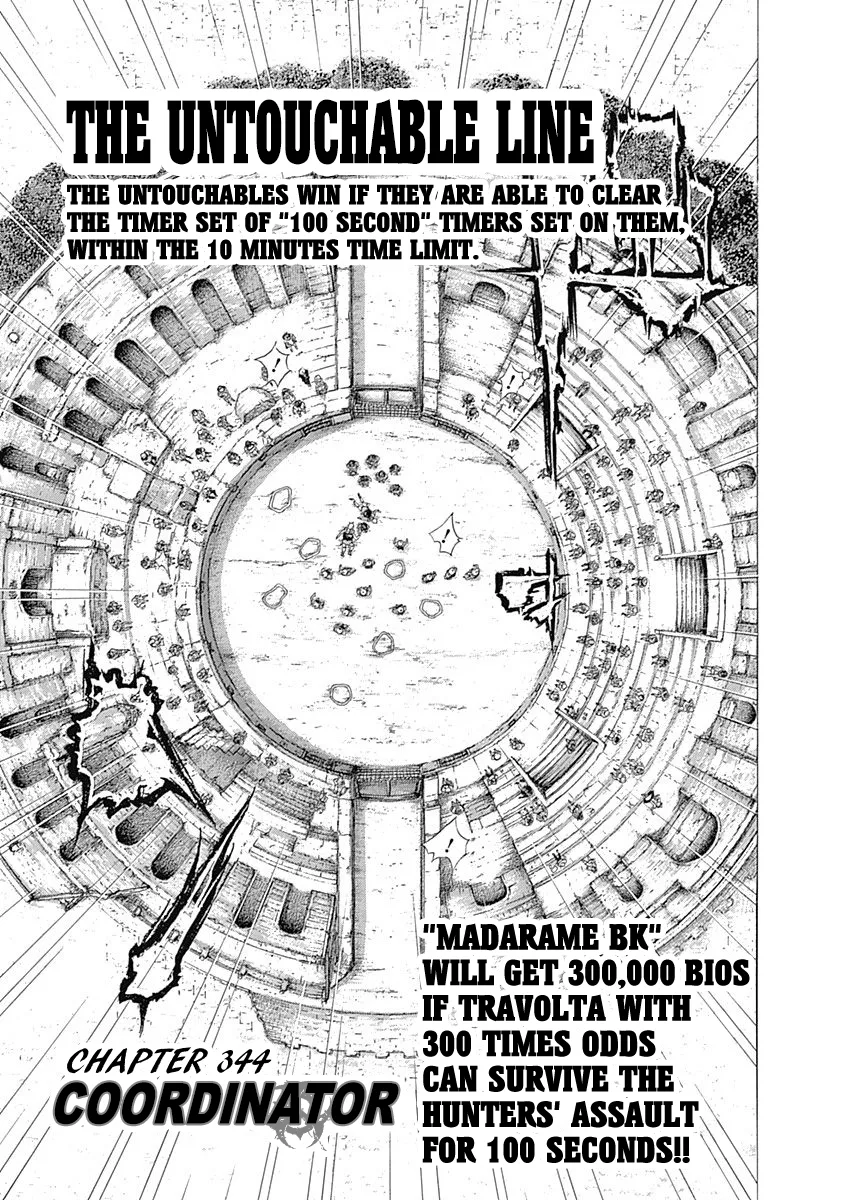 THE UNTOUCHABLE LINE
THE UNTOUCHABLES WIN IF THEY ARE ABLE TO CLEAR
THE TIMER SET OF "100 SECOND" TIMERS SET ON THEM,
WITHIN THE 10 MINUTES TIME LIMIT.
!
!
!
!
"MADARAME BK"
WILL GET 300,000 BIOS
IF TRAVOLTA WITH
300 TIMES ODDS
CAN SURVIVE THE
HUNTERS' ASSAULT
FOR 100 SECONDS!!
CHAPTER 344
COORDINATOR